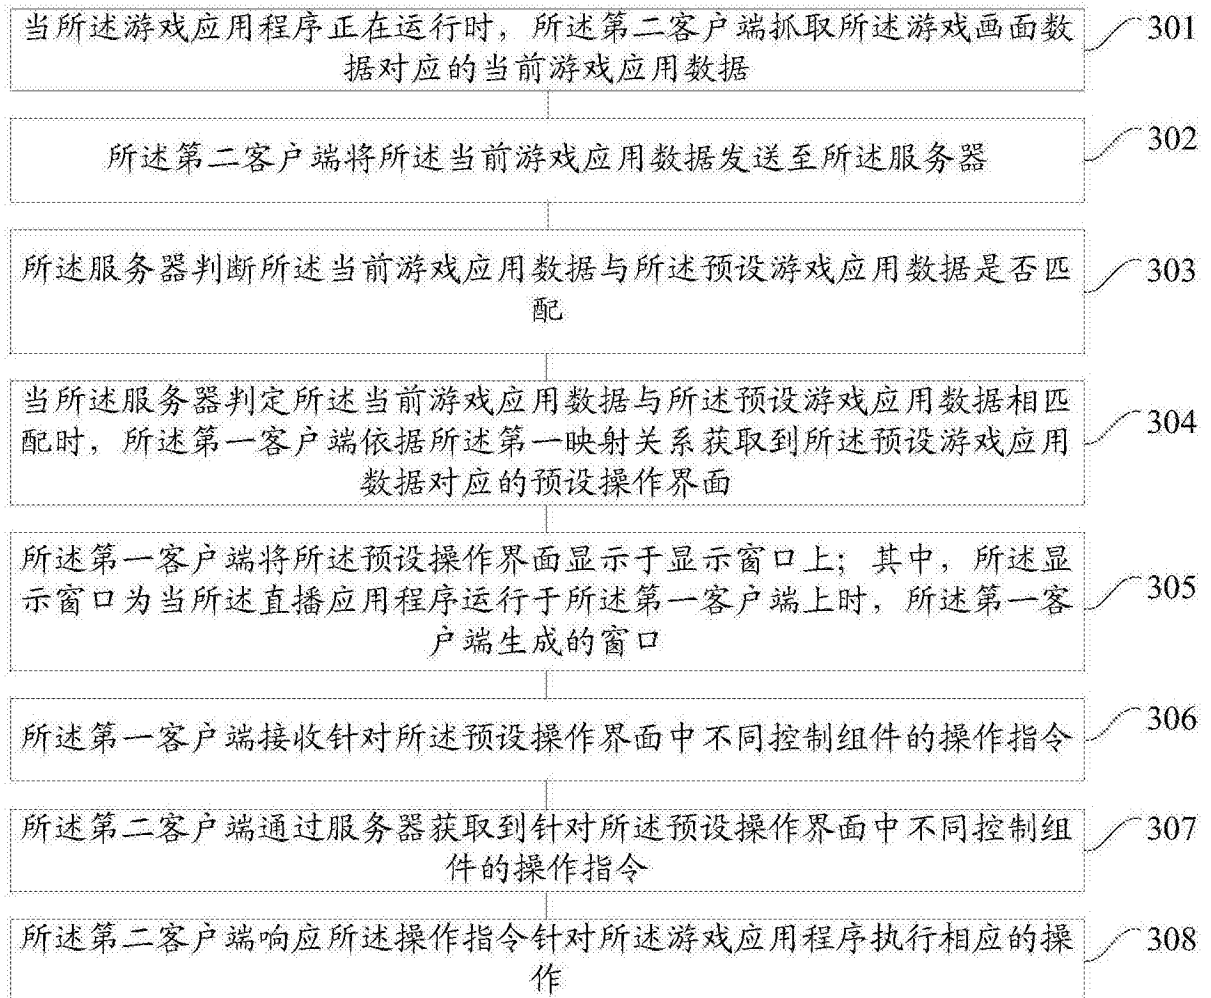 当所述游戏应用程序正在运行时，所述第二客户端抓取所述游戏画面数
据对应的当前游戏应用数据
301
所述第二客户端将所述当前游戏应用数据发送至所述服务器
302
所述服务器判断所述当前游戏应用数据与所述预设游戏应用数据是否匹
配
303
当所述服务器判定所述当前游戏应用数据与所述预设游戏应用数据相匹
配时，所述第一客户端依据所述第一映射关系获取到所述预设游戏应用
数据对应的预设操作界面
304
所述第一客户端将所述预设操作界面显示于显示窗口上；其中，所述显
示窗口为当所述直播应用程序运行于所述第一客户端上时，所述第一客
户端生成的窗口
305
所述第一客户端接收针对所述预设操作界面中不同控制组件的操作指令
306
所述第二客户端通过服务器获取到针对所述预设操作界面中不同控制组
件的操作指令
307
所述第二客户端响应所述操作指令针对所述游戏应用程序执行相应的操
作
308